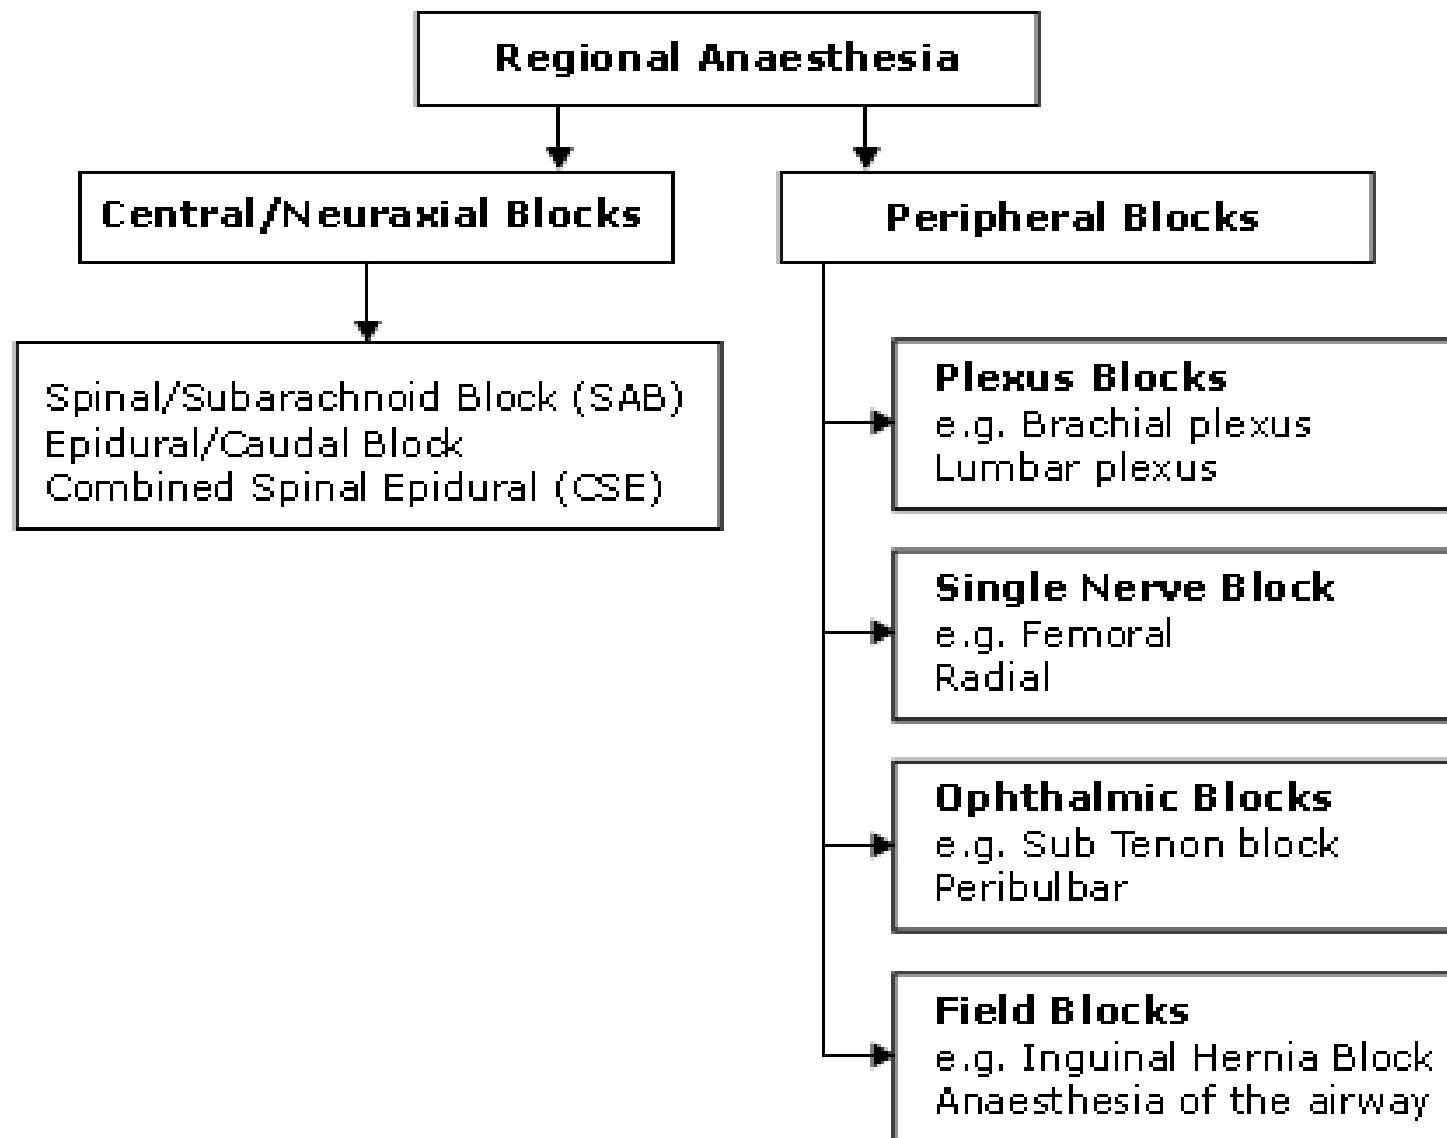 Regional Anaesthesia
Central/Neuraxial Blocks
Peripheral Blocks
Spinal/Subarachnoid Block (SAB)
Epidural/Caudal Block
Combined Spinal Epidural (CSE)
Plexus Blocks
e.g. Brachial plexus
Lumbar plexus
Single Nerve Block
e.g. Femoral
Radial
Ophthalmic Blocks
e.g. Sub Tenon block
Peribulbar
Field Blocks
e.g. Inguinal Hernia Block
Anaesthesia of the airway